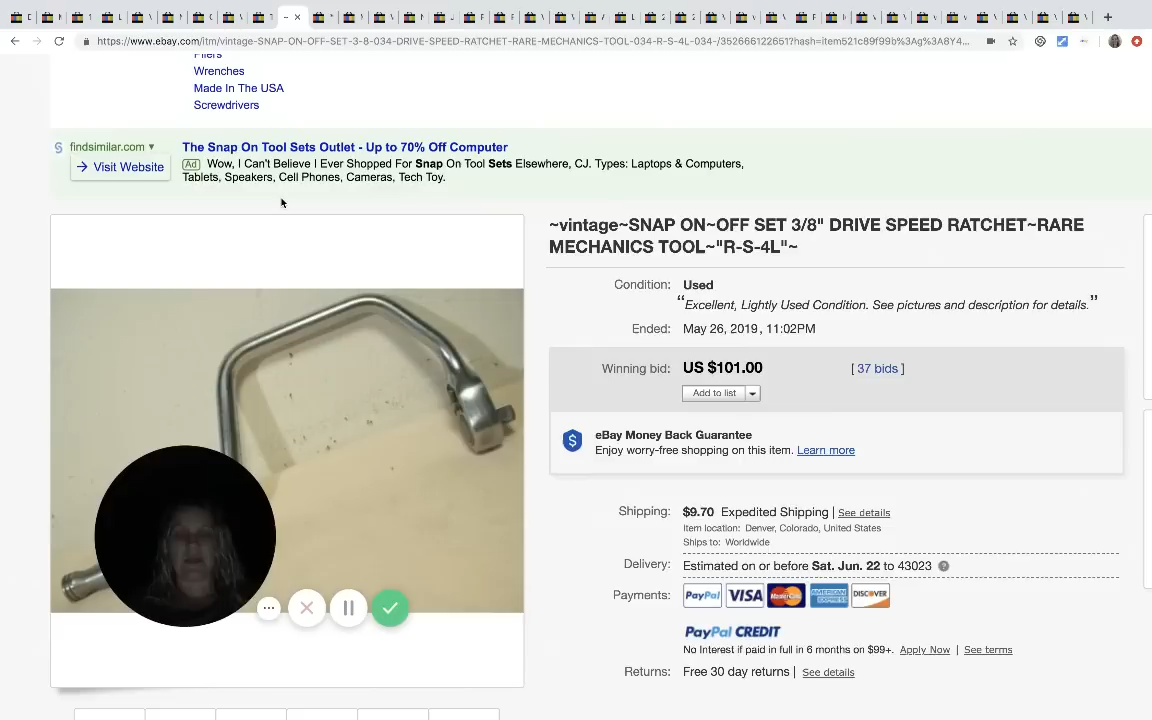 https://www.ebay.com/itm/vintage-SNAP-ON-OFF-SET-3-8-034-DRIVE-SPEED-RATCHET-RARE-MECHANICS-TOOL-034-R-S-4L-034-/352666122651?hash=item521c89f99b%3Ag%3A8Y4...
Pliers
Wrenches
Made In The USA
Screwdrivers
findsimilar.com ▾
The Snap On Tool Sets Outlet - Up to 70% Off Computer
→ Visit Website
Ad Wow, I Can't Believe I Ever Shopped For Snap On Tool Sets Elsewhere, CJ. Types: Laptops & Computers,
Tablets, Speakers, Cell Phones, Cameras, Tech Toy.
~vintage~SNAP ON~OFF SET 3/8" DRIVE SPEED RATCHET~RARE
MECHANICS TOOL~"R-S-4L"~
Condition: Used
“Excellent, Lightly Used Condition. See pictures and description for details.”
Ended: May 26, 2019 , 11:02PM
Winning bid: US $101.00 [ 37 bids ]
Add to list
eBay Money Back Guarantee
Enjoy worry-free shopping on this item. Learn more
Shipping: $9.70 Expedited Shipping | See details
Item location: Denver, Colorado, United States
Ships to: Worldwide
Delivery: Estimated on or before Sat. Jun. 22 to 43023
Payments: PayPal VISA MasterCard AMERICAN EXPRESS DISCOVER
PayPal CREDIT
No Interest if paid in full in 6 months on $99+. Apply Now | See terms
Returns: Free 30 day returns | See details